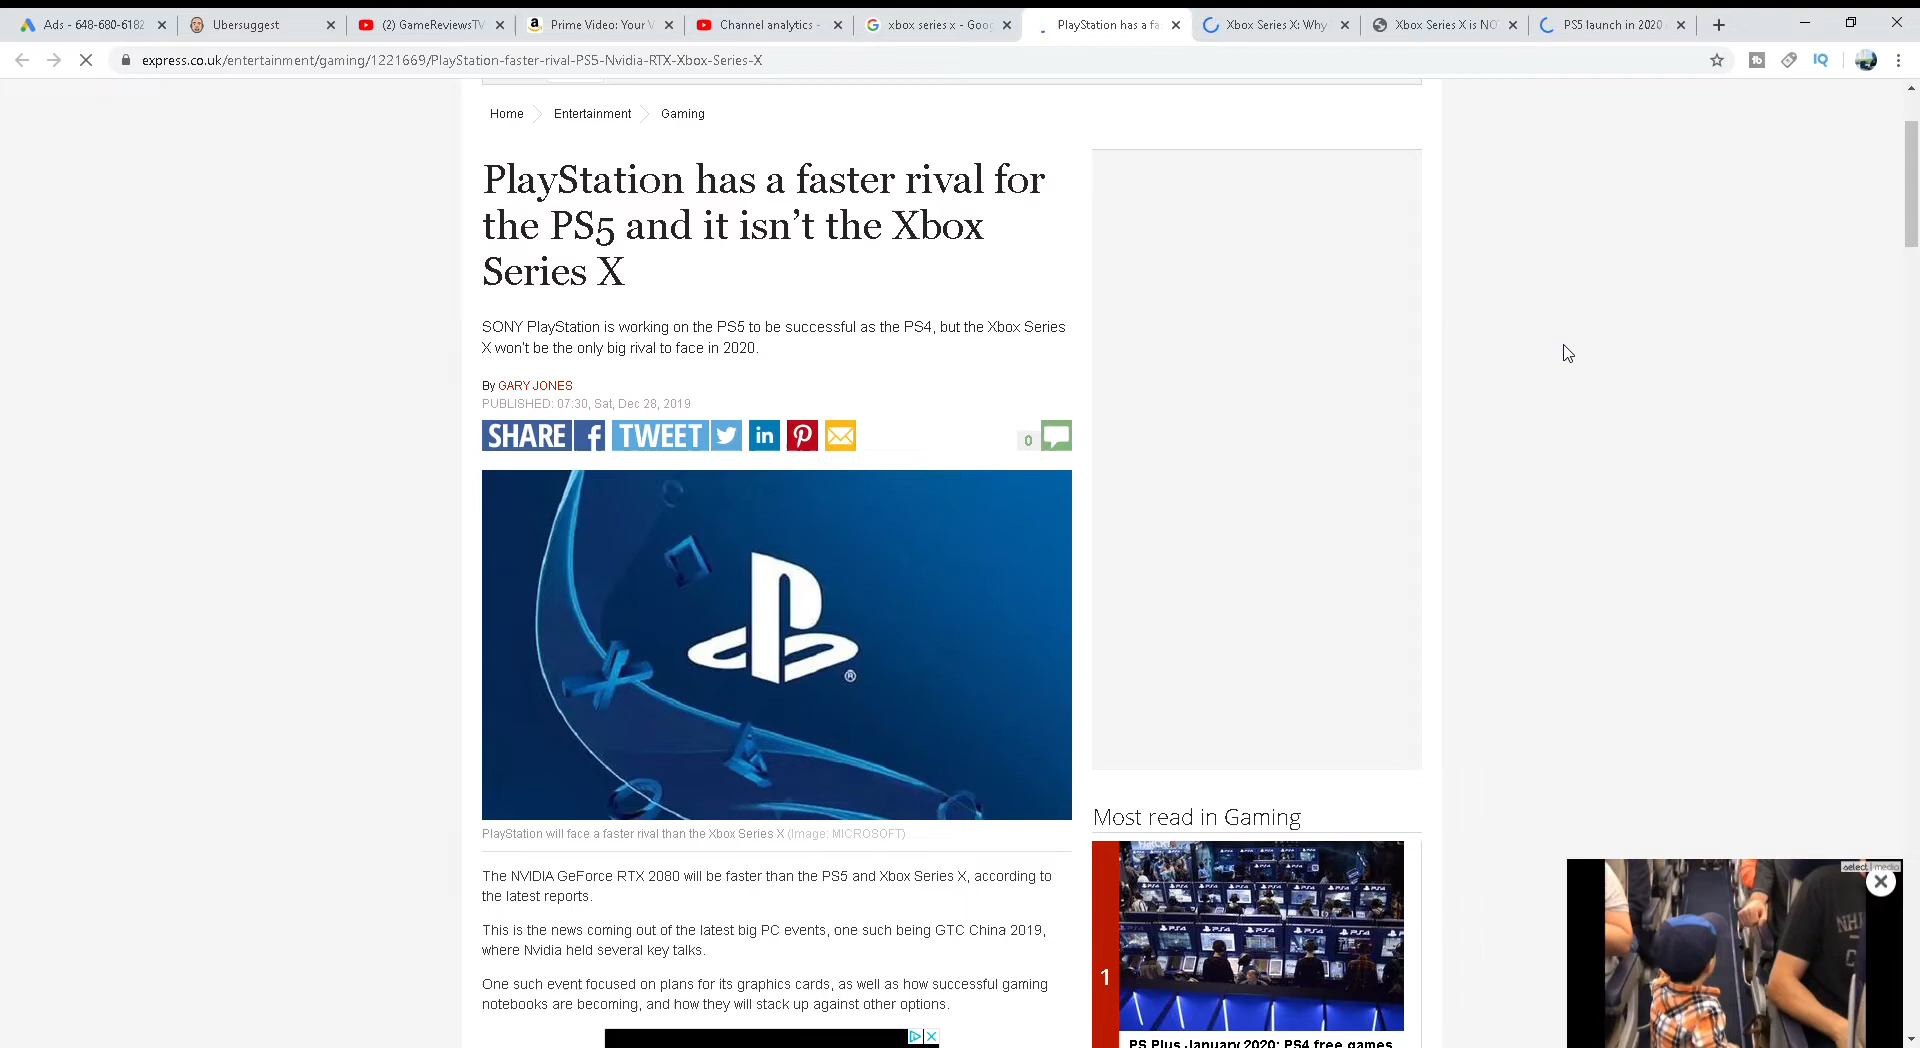 Ads - 648-680-6182
Ubersuggest
(2) GameReviewsTV
Prime Video: Your V
Channel analytics -
xbox series x - Goog
PlayStation has a fa
Xbox Series X: Why
Xbox Series X is NO
PS5 launch in 2020
express.co.uk/entertainment/gaming/1221669/PlayStation-faster-rival-PS5-Nvidia-RTX-Xbox-Series-X
Home
Entertainment
Gaming
PlayStation has a faster rival for
the PS5 and it isn't the Xbox
Series X
SONY PlayStation is working on the PS5 to be successful as the PS4, but the Xbox Series
X won't be the only big rival to face in 2020.
By GARY JONES
PUBLISHED: 07:30, Sat, Dec 28, 2019
SHARE f TWEET in
0
PlayStation will face a faster rival than the Xbox Series X (Image: MICROSOFT)
The NVIDIA GeForce RTX 2080 will be faster than the PS5 and Xbox Series X, according to
the latest reports.
This is the news coming out of the latest big PC events, one such being GTC China 2019,
where Nvidia held several key talks.
One such event focused on plans for its graphics cards, as well as how successful gaming
notebooks are becoming, and how they will stack up against other options.
Most read in Gaming
1
PS Plus January 2020: PS4 free games
select media